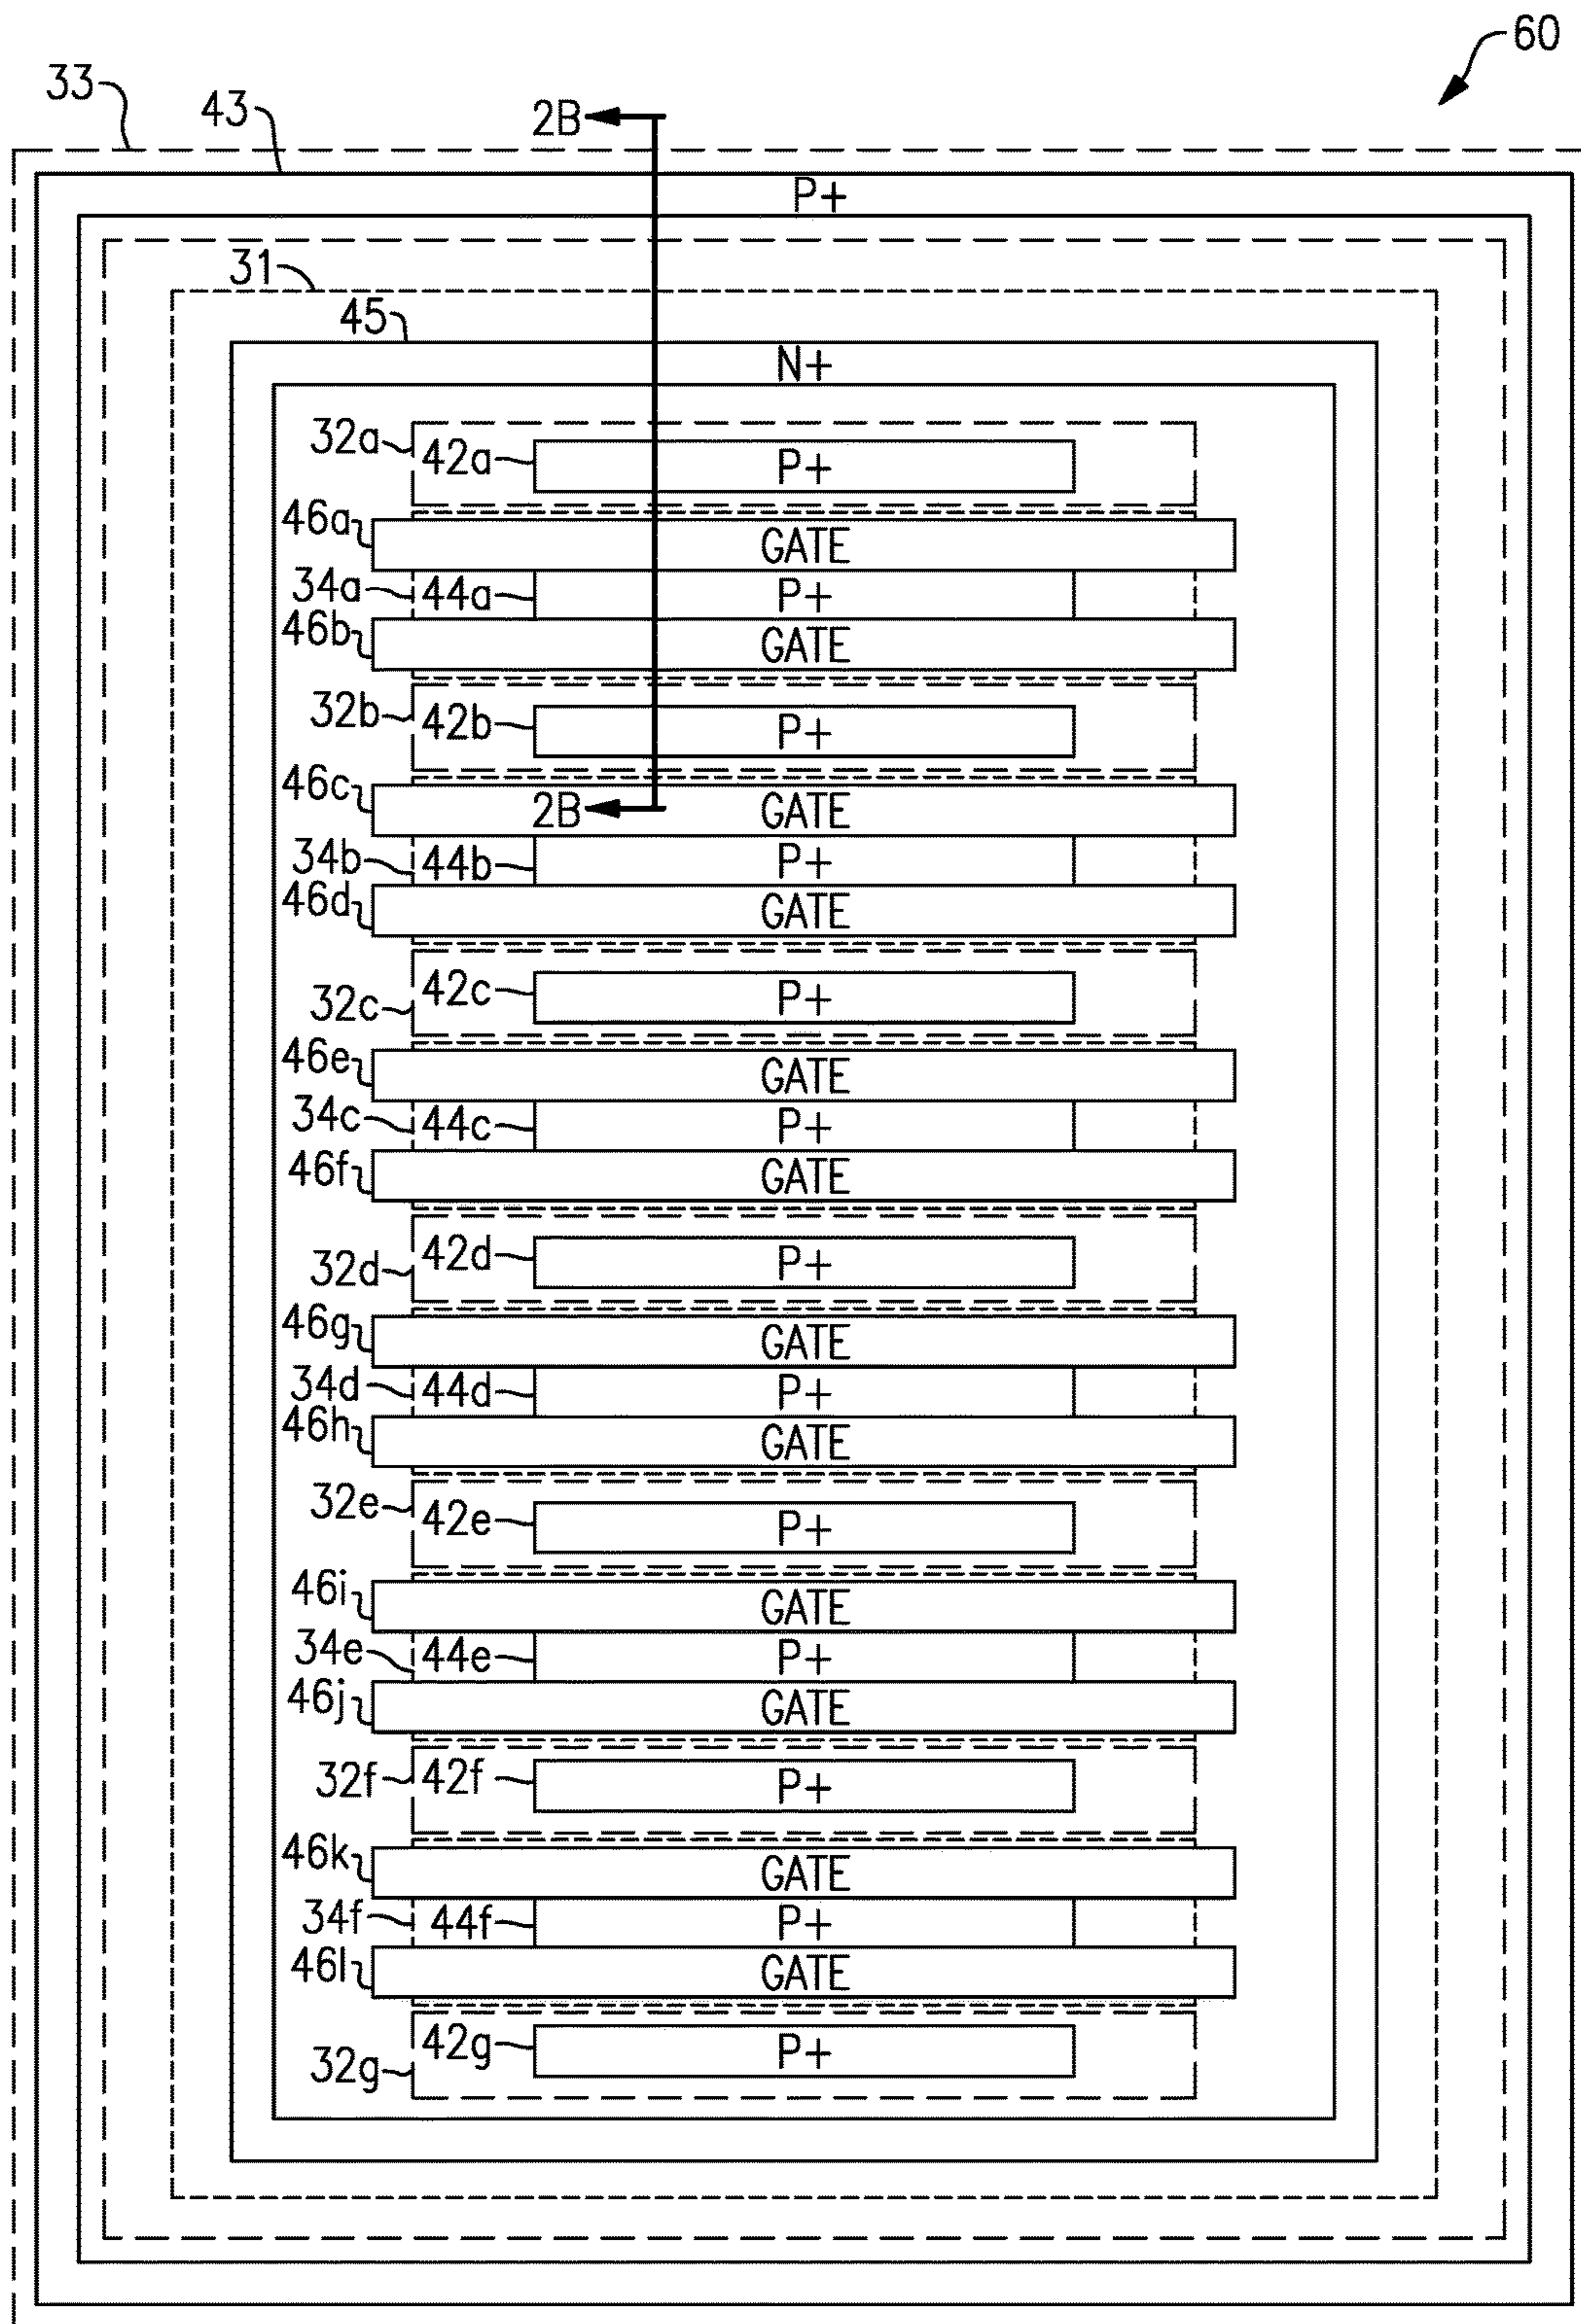 60
33
43
2B
P+
31
45
N+
32a 42a P+
46a GATE
34a 44a P+
46b GATE
32b 42b P+
46c 2B GATE
34b 44b P+
46d GATE
32c 42c P+
46e GATE
34c 44c P+
46f GATE
32d 42d P+
46g GATE
34d 44d P+
46h GATE
32e 42e P+
46i GATE
34e 44e P+
46j GATE
32f 42f P+
46k GATE
34f 44f P+
46l GATE
32g 42g P+